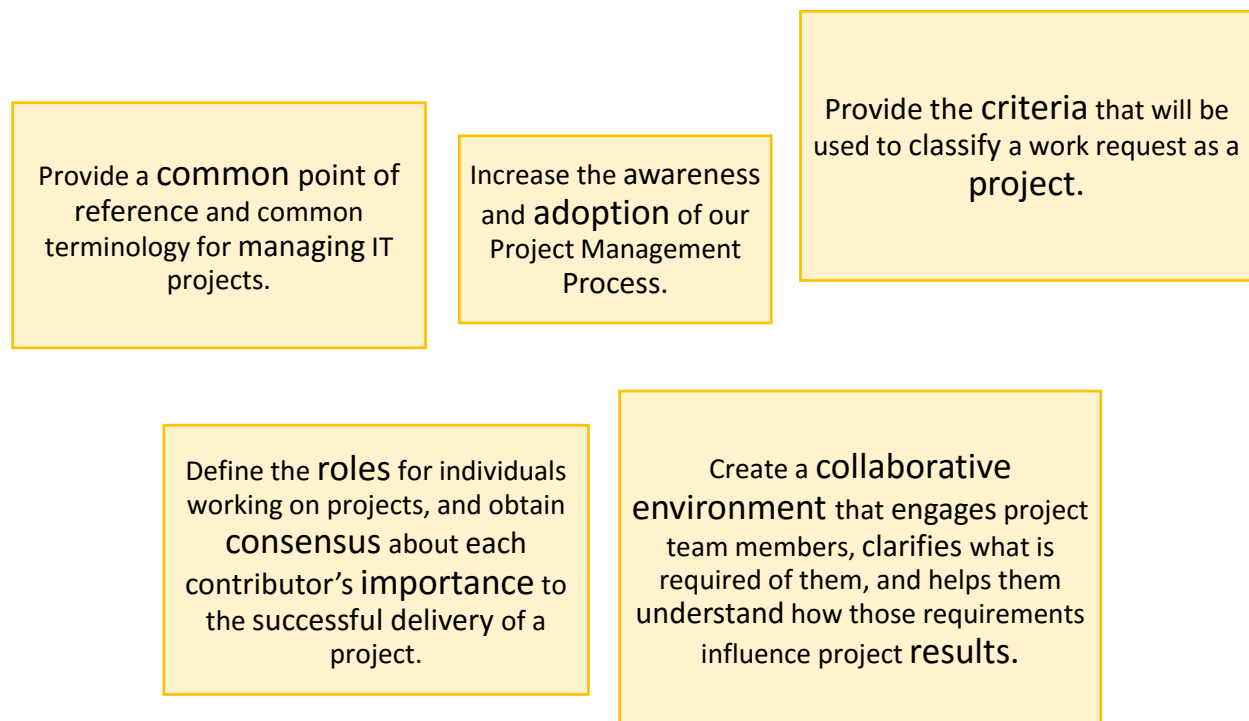 Provide a common point of
reference and common
terminology for managing IT
projects.
Increase the awareness
and adoption of our
Project Management
Process.
Provide the criteria that will be
used to classify a work request as a
project.
Define the roles for individuals
working on projects, and obtain
consensus about each
contributor’s importance to
the successful delivery of a
project.
Create a collaborative
environment that engages project
team members, clarifies what is
required of them, and helps them
understand how those requirements
influence project results.